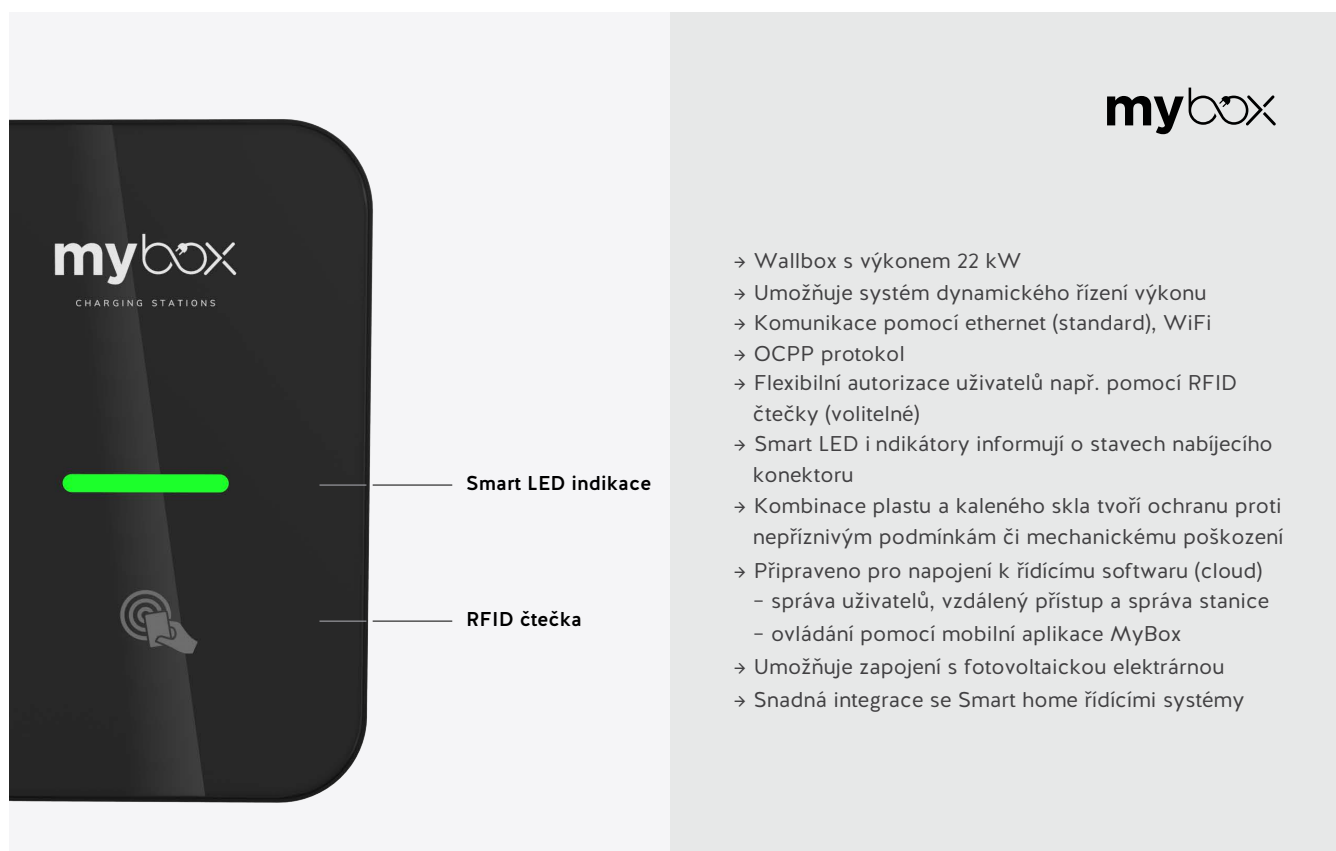 mybox
CHARGING STATIONS
Smart LED indikace
RFID čtečka
mybox
→ Wallbox s výkonem 22 kW
→ Umožňuje systém dynamického řízení výkonu
→ Komunikace pomocí ethernet (standard), WiFi
→ OCPP protokol
→ Flexibilní autorizace uživatelů např. pomocí RFID
čtečky (volitelné)
→ Smart LED i ndikátory informují o stavech nabíjecího
konektoru
→ Kombinace plastu a kaleného skla tvoří ochranu proti
nepříznivým podmínkám či mechanickému poškození
→ Připraveno pro napojení k řídícímu softwaru (cloud)
– správa uživatelů, vzdálený přístup a správa stanice
– ovládání pomocí mobilní aplikace MyBox
→ Umožňuje zapojení s fotovoltaickou elektrárnou
→ Snadná integrace se Smart home řídícími systémy